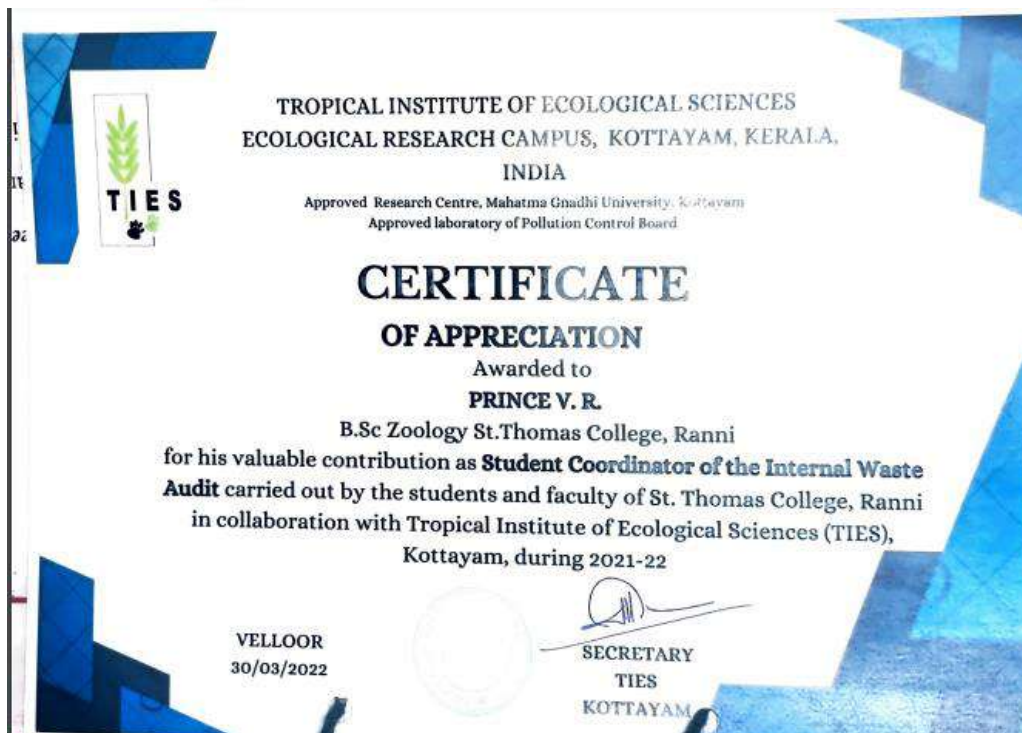 TIES
TROPICAL INSTITUTE OF ECOLOGICAL SCIENCES
ECOLOGICAL RESEARCH CAMPUS, KOTTAYAM, KERALA,
INDIA
Approved Research Centre, Mahatma Gnadhi University, Kottayam
Approved laboratory of Pollution Control Board
CERTIFICATE
OF APPRECIATION
Awarded to
PRINCE V. R.
B.Sc Zoology St.Thomas College, Ranni
for his valuable contribution as Student Coordinator of the Internal Waste
Audit carried out by the students and faculty of St. Thomas College, Ranni
in collaboration with Tropical Institute of Ecological Sciences (TIES),
Kottayam, during 2021-22
VELLOOR
30/03/2022
SECRETARY
TIES
KOTTAYAM